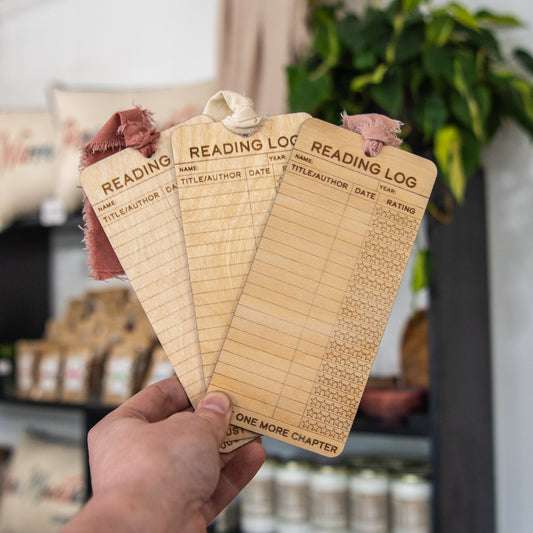 READING
NAME:
TITLE/AUTHOR
READING LOG
NAME: YEAR:
TITLE/AUTHOR DATE
READING LOG
NAME: YEAR:
TITLE/AUTHOR DATE RATING
ONE MORE CHAPTER